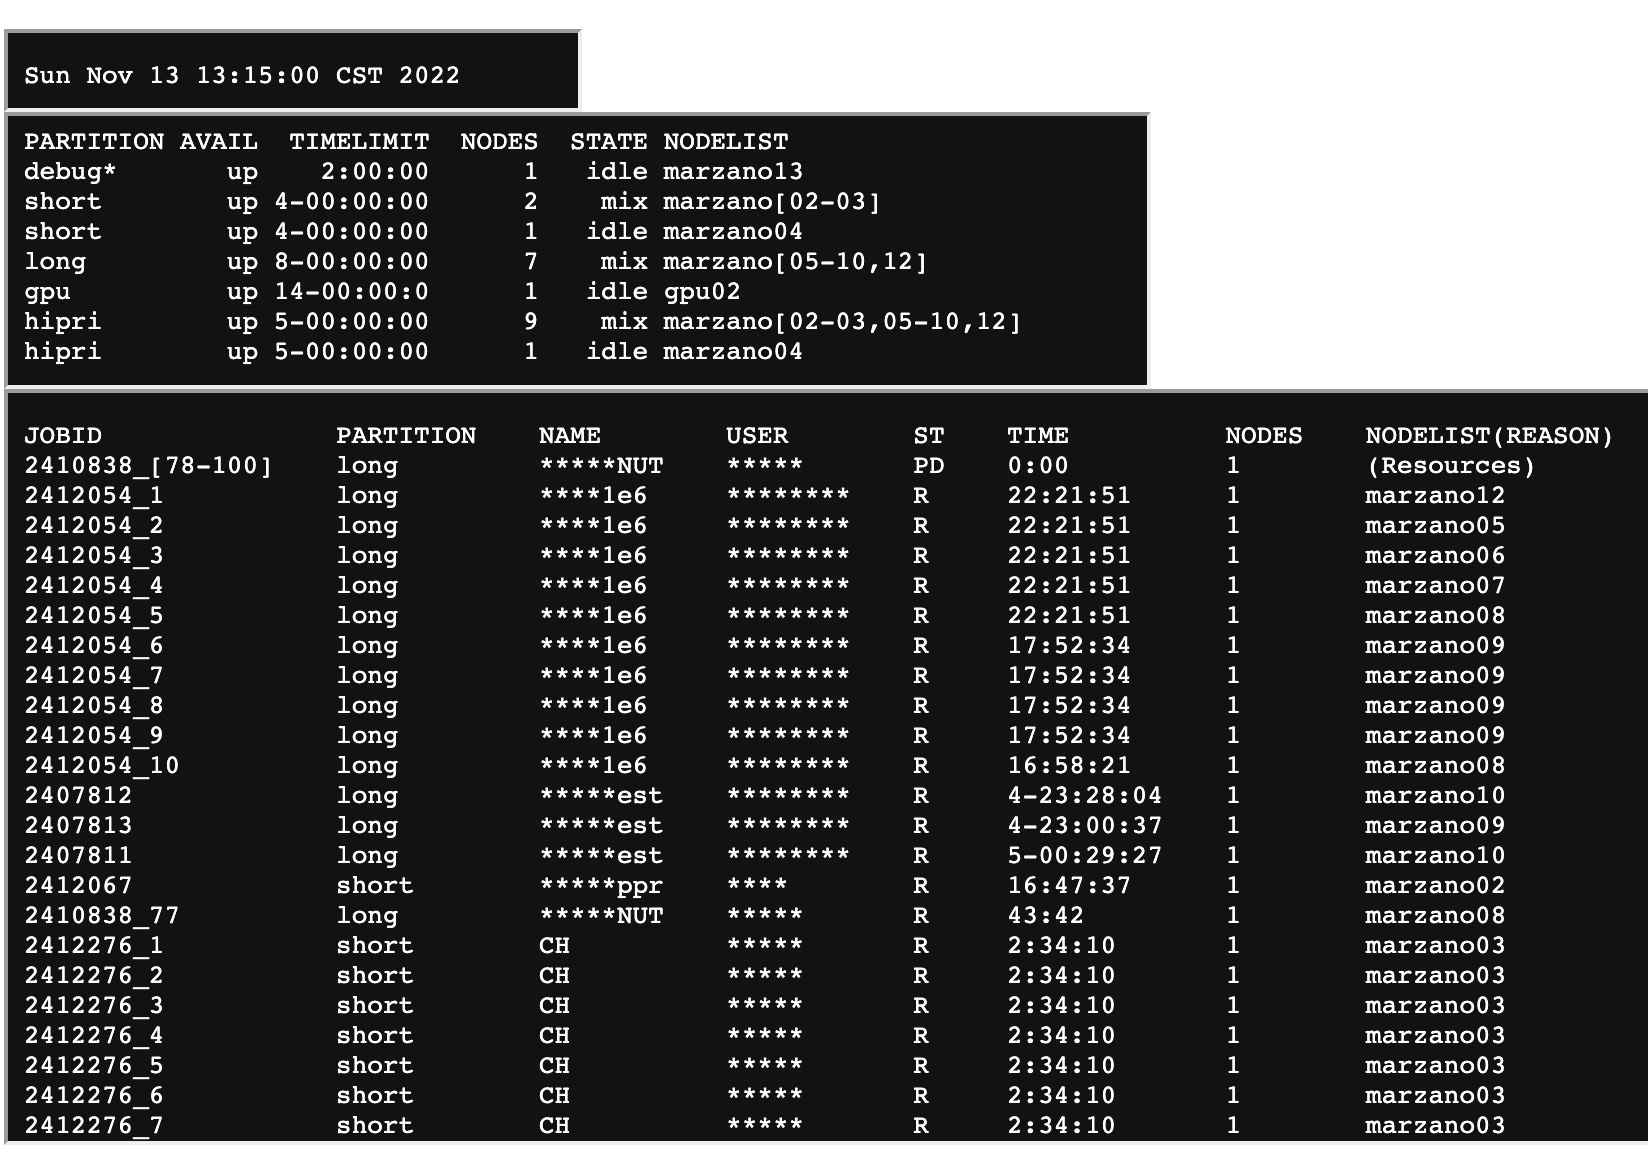 Sun Nov 13 13:15:00 CST 2022
PARTITION AVAIL  TIMELIMIT  NODES  STATE NODELIST
debug*       up    2:00:00      1   idle marzano13
short        up 4-00:00:00      2    mix marzano[02-03]
short        up 4-00:00:00      1   idle marzano04
long         up 8-00:00:00      7    mix marzano[05-10,12]
gpu          up 14-00:00:0      1   idle gpu02
hipri        up 5-00:00:00      9    mix marzano[02-03,05-10,12]
hipri        up 5-00:00:00      1   idle marzano04
JOBID               PARTITION   NAME        USER        ST    TIME          NODES    NODELIST(REASON)
2410838_[78-100]    long        *****NUT    *****       PD    0:00          1        (Resources)
2412054_1           long        ****1e6     ********    R     22:21:51      1        marzano12
2412054_2           long        ****1e6     ********    R     22:21:51      1        marzano05
2412054_3           long        ****1e6     ********    R     22:21:51      1        marzano06
2412054_4           long        ****1e6     ********    R     22:21:51      1        marzano07
2412054_5           long        ****1e6     ********    R     22:21:51      1        marzano08
2412054_6           long        ****1e6     ********    R     17:52:34      1        marzano09
2412054_7           long        ****1e6     ********    R     17:52:34      1        marzano09
2412054_8           long        ****1e6     ********    R     17:52:34      1        marzano09
2412054_9           long        ****1e6     ********    R     17:52:34      1        marzano09
2412054_10          long        ****1e6     ********    R     16:58:21      1        marzano08
2407812             long        *****est    ********    R     4-23:28:04    1        marzano10
2407813             long        *****est    ********    R     4-23:00:37    1        marzano09
2407811             long        *****est    ********    R     5-00:29:27    1        marzano10
2412067             short       *****ppr    ****        R     16:47:37      1        marzano02
2410838_77          long        *****NUT    *****       R     43:42         1        marzano08
2412276_1           short       CH          *****       R     2:34:10       1        marzano03
2412276_2           short       CH          *****       R     2:34:10       1        marzano03
2412276_3           short       CH          *****       R     2:34:10       1        marzano03
2412276_4           short       CH          *****       R     2:34:10       1        marzano03
2412276_5           short       CH          *****       R     2:34:10       1        marzano03
2412276_6           short       CH          *****       R     2:34:10       1        marzano03
2412276_7           short       CH          *****       R     2:34:10       1        marzano03